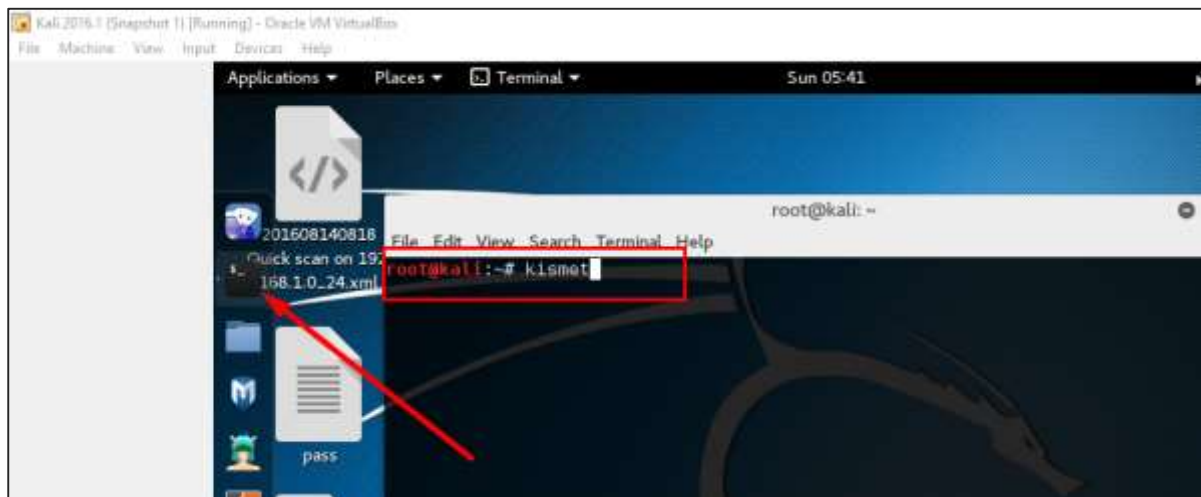 Kali 2016.1 (Snapshot 1) [Running] - Oracle VM VirtualBox
File Machine View Input Devices Help
Applications Places Terminal Sun 05:41
root@kali: ~
201608140818
Quick scan on 192
168.1.0_24.xml
File Edit View Search Terminal Help
root@kali:~# kismet
pass